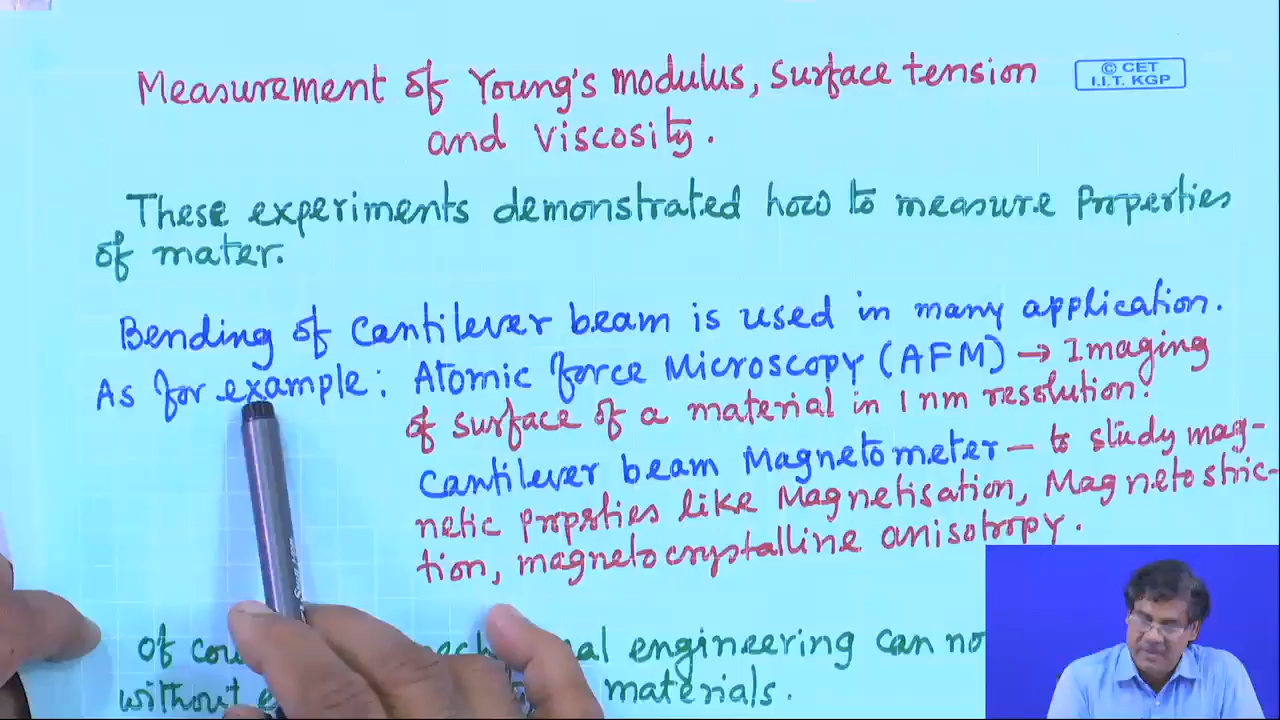 Measurement of Young's modulus, surface tension
and viscosity.
© CET
I.I.T. KGP
These experiments demonstrated how to measure Properties
of mater.
Bending of cantilever beam is used in many application.
As for example: Atomic force Microscopy (AFM) → Imaging
of surface of a material in 1 nm resolution.
Cantilever beam Magnetometer – to study mag-
netic proprties like Magnetisation, Magnetostric-
tion, magnetocrystalline anisotropy.
of engineering can
without materials.